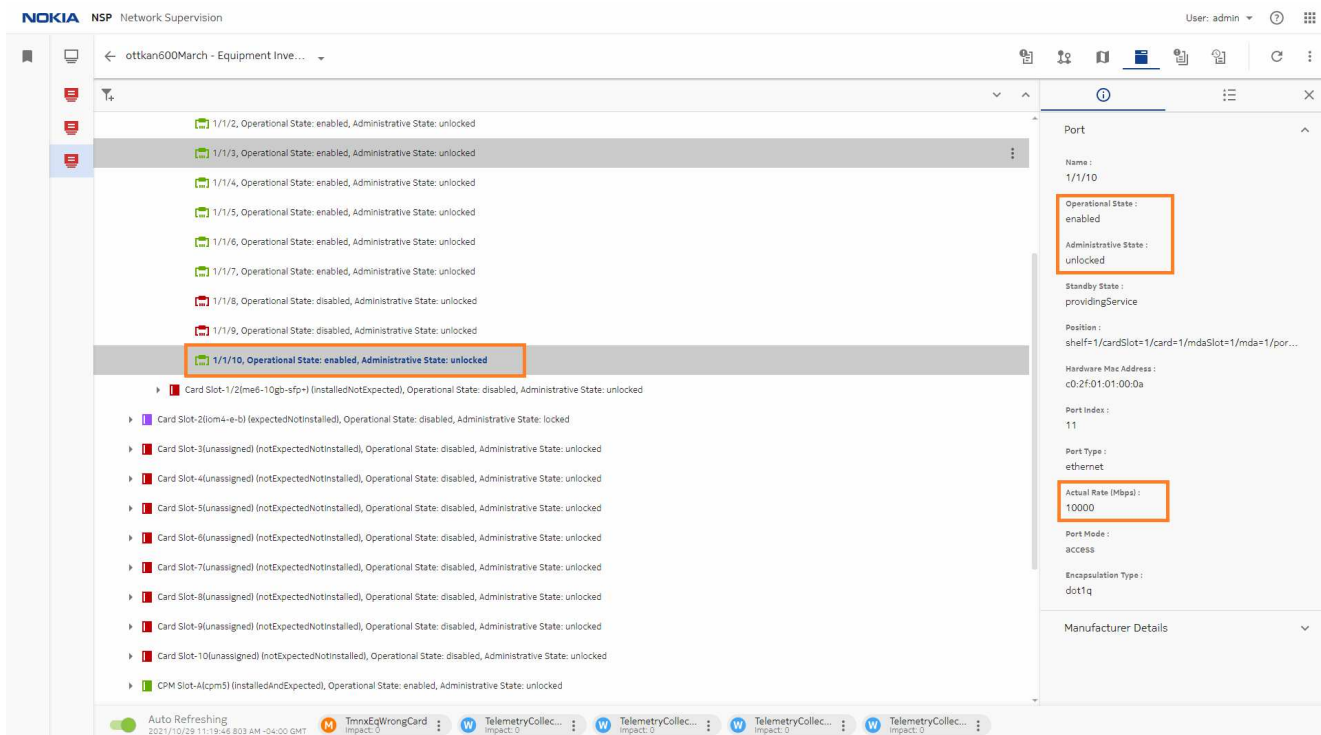 NOKIA NSP Network Supervision
User: admin
ottkan600March - Equipment Inve...
1/1/2, Operational State: enabled, Administrative State: unlocked
1/1/3, Operational State: enabled, Administrative State: unlocked
1/1/4, Operational State: enabled, Administrative State: unlocked
1/1/5, Operational State: enabled, Administrative State: unlocked
1/1/6, Operational State: enabled, Administrative State: unlocked
1/1/7, Operational State: enabled, Administrative State: unlocked
1/1/8, Operational State: disabled, Administrative State: unlocked
1/1/9, Operational State: disabled, Administrative State: unlocked
1/1/10, Operational State: enabled, Administrative State: unlocked
Card Slot-1/2(me6-10gb-sfp+) (installedNotExpected), Operational State: disabled, Administrative State: unlocked
Card Slot-2(iom4-e-b) (expectedNotInstalled), Operational State: disabled, Administrative State: locked
Card Slot-3(unassigned) (notExpectedNotInstalled), Operational State: disabled, Administrative State: unlocked
Card Slot-4(unassigned) (notExpectedNotInstalled), Operational State: disabled, Administrative State: unlocked
Card Slot-5(unassigned) (notExpectedNotInstalled), Operational State: disabled, Administrative State: unlocked
Card Slot-6(unassigned) (notExpectedNotInstalled), Operational State: disabled, Administrative State: unlocked
Card Slot-7(unassigned) (notExpectedNotInstalled), Operational State: disabled, Administrative State: unlocked
Card Slot-8(unassigned) (notExpectedNotInstalled), Operational State: disabled, Administrative State: unlocked
Card Slot-9(unassigned) (notExpectedNotInstalled), Operational State: disabled, Administrative State: unlocked
Card Slot-10(unassigned) (notExpectedNotInstalled), Operational State: disabled, Administrative State: unlocked
CPM Slot-A(cpm5) (installedAndExpected), Operational State: enabled, Administrative State: unlocked
Port
Name :
1/1/10
Operational State :
enabled
Administrative State :
unlocked
Standby State :
providingService
Position :
shelf=1/cardSlot=1/card=1/mdaSlot=1/mda=1/por...
Hardware Mac Address :
c0:2f:01:01:00:0a
Port Index :
11
Port Type :
ethernet
Actual Rate (Mbps) :
10000
Port Mode :
access
Encapsulation Type :
dot1q
Manufacturer Details
Auto Refreshing
2021/10/29 11:19:46 803 AM -04:00 GMT
M TmnxEqWrongCard
Impact: 0
W TelemetryCollec...
Impact: 0
W TelemetryCollec...
Impact: 0
W TelemetryCollec...
Impact: 0
W TelemetryCollec...
Impact: 0